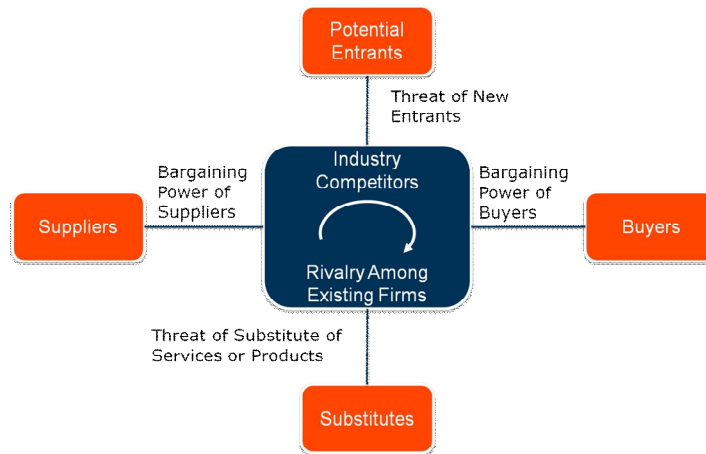 Potential
Entrants
Threat of New
Entrants
Industry
Competitors
Bargaining
Power of
Suppliers
Bargaining
Power of
Buyers
Suppliers
Buyers
Rivalry Among
Existing Firms
Threat of Substitute of
Services or Products
Substitutes